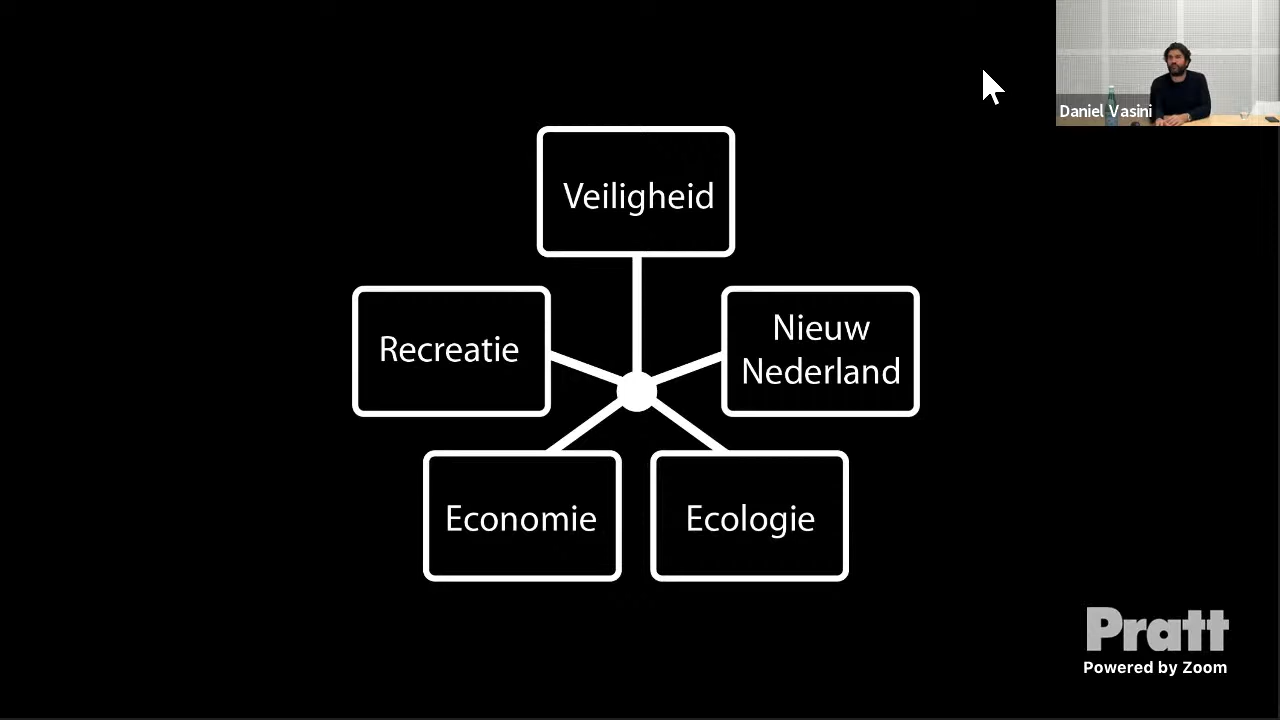 Daniel Vasini
Veiligheid
Recreatie
Nieuw
Nederland
Economie
Ecologie
Pratt
Powered by Zoom